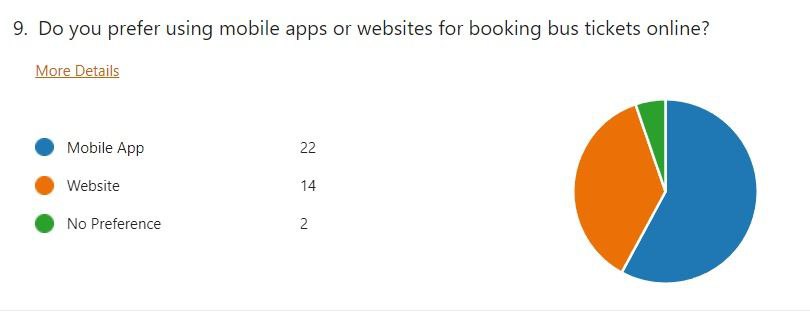 9. Do you prefer using mobile apps or websites for booking bus tickets online?
More Details
Mobile App 22
Website 14
No Preference 2